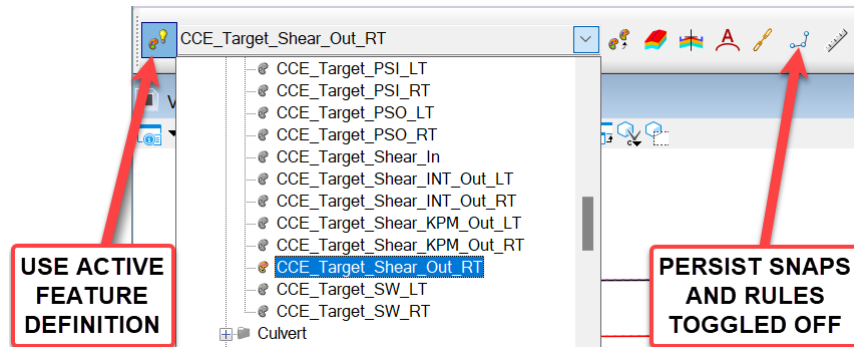 CCE_Target_Shear_Out_RT
CCE_Target_PSI_LT
CCE_Target_PSI_RT
CCE_Target_PSO_LT
CCE_Target_PSO_RT
CCE_Target_Shear_In
CCE_Target_Shear_INT_Out_LT
CCE_Target_Shear_INT_Out_RT
CCE_Target_Shear_KPM_Out_LT
CCE_Target_Shear_KPM_Out_RT
CCE_Target_Shear_Out_RT
CCE_Target_SW_LT
CCE_Target_SW_RT
Culvert
USE ACTIVE
FEATURE
DEFINITION
PERSIST SNAPS
AND RULES
TOGGLED OFF